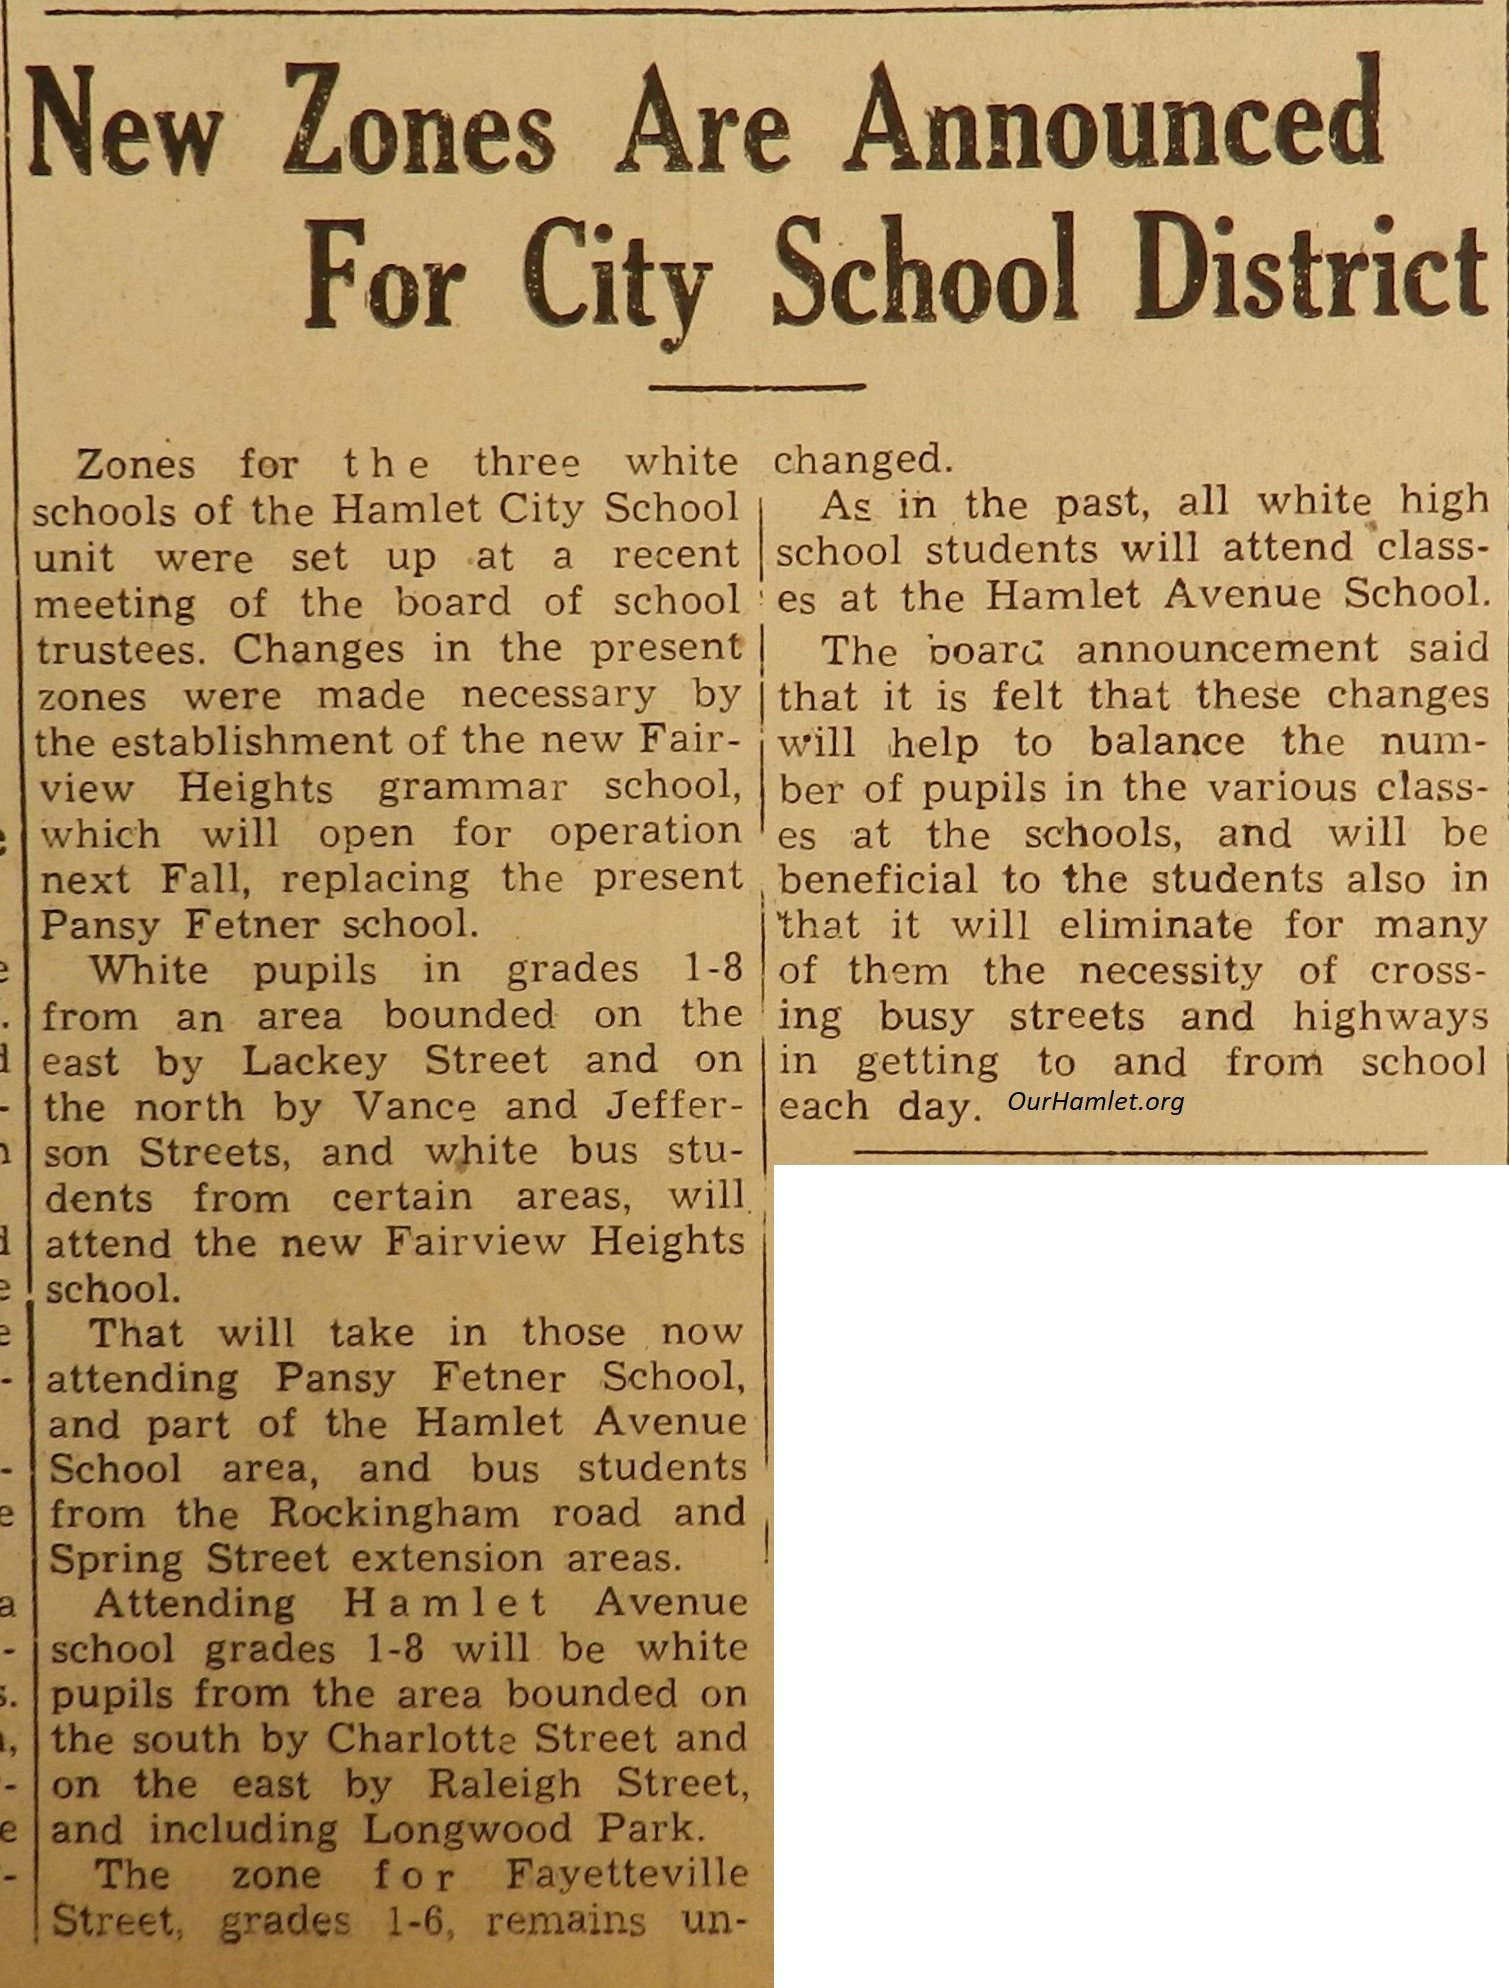 New Zones Are Announced
For City School District
Zones for the three white
schools of the Hamlet City School
unit were set up at a recent
meeting of the board of school
trustees. Changes in the present
zones were made necessary by
the establishment of the new Fair-
view Heights grammar school,
which will open for operation
next Fall, replacing the present
Pansy Fetner school.
White pupils in grades 1-8
from an area bounded on the
east by Lackey Street and on
the north by Vance and Jeffer-
son Streets, and white bus stu-
dents from certain areas, will
attend the new Fairview Heights
school.
That will take in those now
attending Pansy Fetner School,
and part of the Hamlet Avenue
School area, and bus students
from the Rockingham road and
Spring Street extension areas.
Attending Hamlet Avenue
school grades 1-8 will be white
pupils from the area bounded on
the south by Charlotte Street and
on the east by Raleigh Street,
and including Longwood Park.
The zone for Fayetteville
Street, grades 1-6, remains un-
changed.
As in the past, all white high
school students will attend class-
es at the Hamlet Avenue School.
The board announcement said
that it is felt that these changes
will help to balance the num-
ber of pupils in the various class-
es at the schools, and will be
beneficial to the students also in
that it will eliminate for many
of them the necessity of cross-
ing busy streets and highways
in getting to and from school
each day.
OurHamlet.org